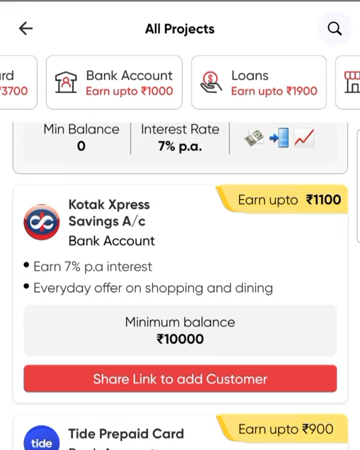 All Projects
rd
₹3700
Bank Account
Earn upto ₹1000
Loans
Earn upto ₹1900
Min Balance
0
Interest Rate
7% p.a.
Kotak Xpress
Savings A/c
Bank Account
Earn upto ₹1100
• Earn 7% p.a interest
• Everyday offer on shopping and dining
Minimum balance
₹10000
Share Link to add Customer
tide
Tide Prepaid Card
Earn upto ₹900